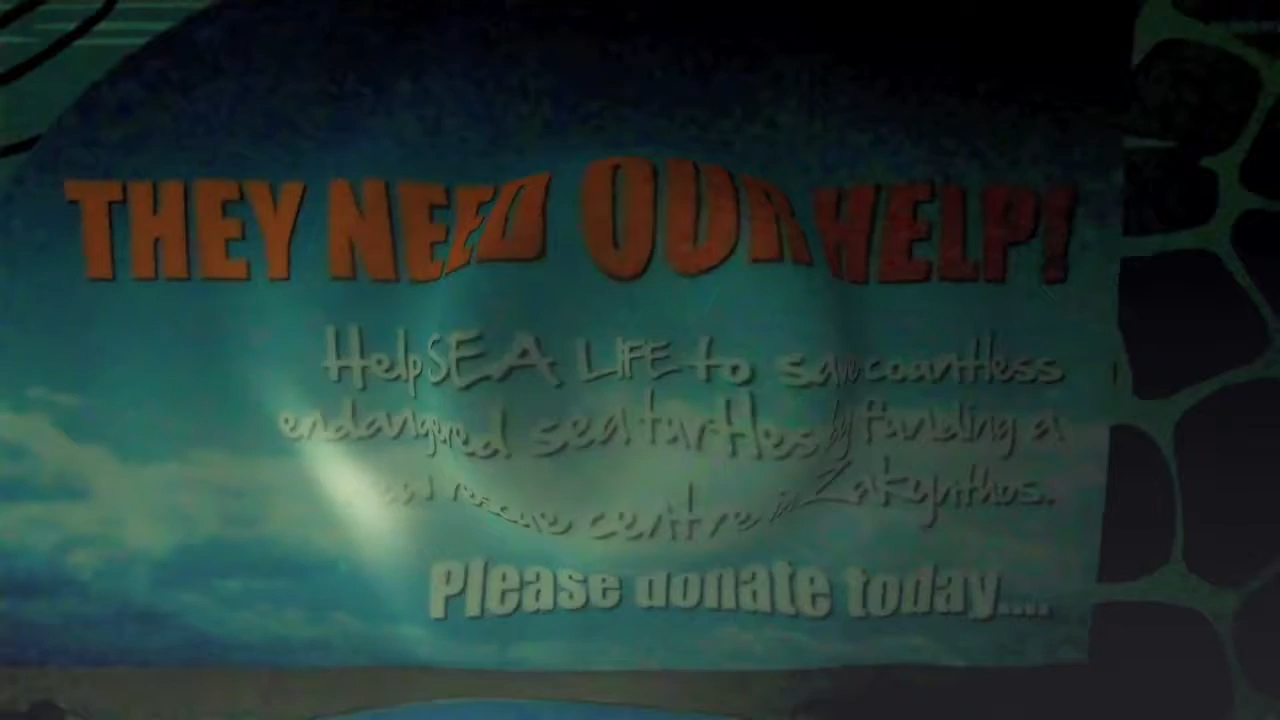 THEY NEED OUR HELP!
Help SEA LIFE to save countless
endangered sea turtles by funding a
new rescue centre in Zakynthos.
Please donate today....